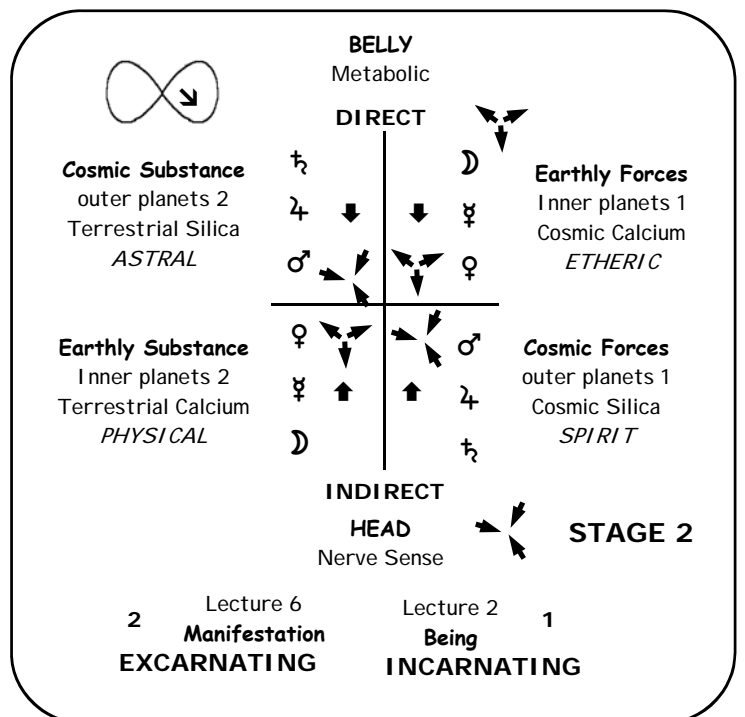 BELLY
Metabolic
DIRECT
Cosmic Substance
outer planets 2
Terrestrial Silica
ASTRAL
♄
♃
♂
☽
☿
♀
Earthly Forces
Inner planets 1
Cosmic Calcium
ETHERIC
Earthly Substance
Inner planets 2
Terrestrial Calcium
PHYSICAL
♀
☿
☽
♂
♃
♄
Cosmic Forces
outer planets 1
Cosmic Silica
SPIRIT
INDIRECT
HEAD
Nerve Sense
STAGE 2
2
Lecture 6
Manifestation
EXCARNATING
Lecture 2
Being
1
INCARNATING